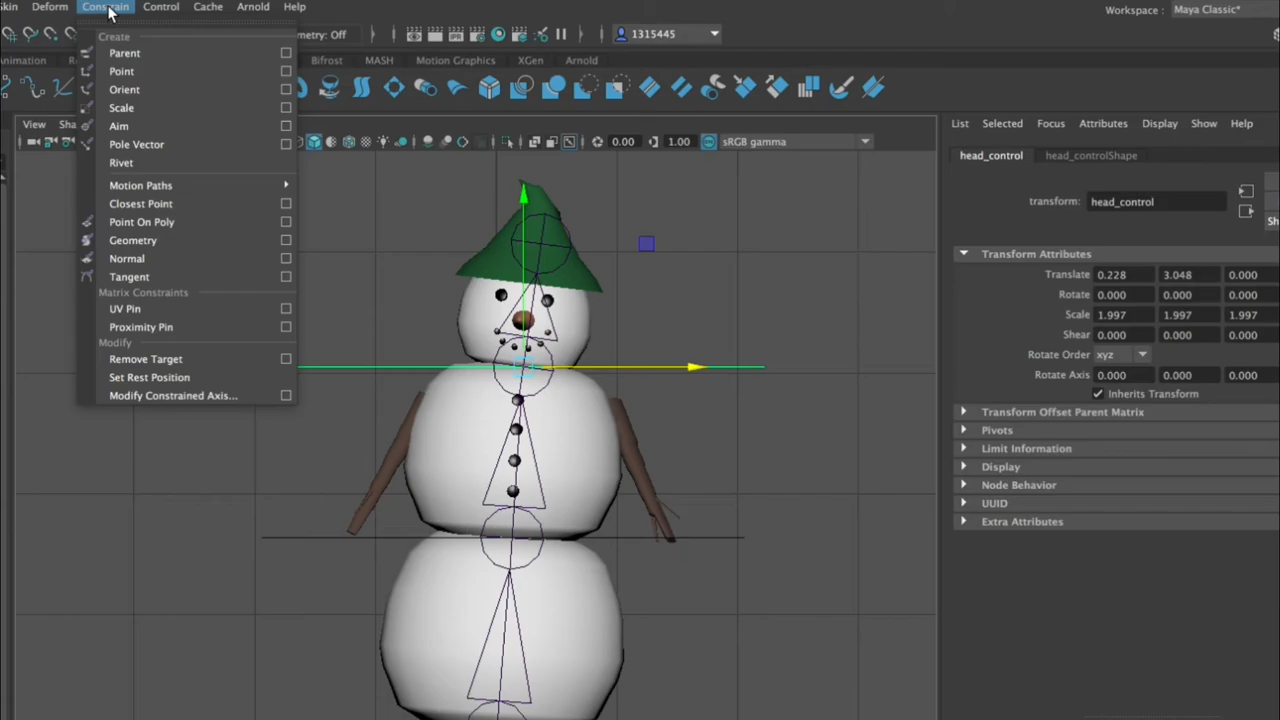 Deform Constrain Control Cache Arnold Help
Workspace : Maya Classic*
metry: Off 1315445
Bifrost MASH Motion Graphics XGen Arnold
View
0.00 1.00 sRGB gamma
Create
Parent
Point
Orient
Scale
Aim
Pole Vector
Rivet
Motion Paths
Closest Point
Point On Poly
Geometry
Normal
Tangent
Matrix Constraints
UV Pin
Proximity Pin
Modify
Remove Target
Set Rest Position
Modify Constrained Axis...
List Selected Focus Attributes Display Show Help
head_control head_controlShape
transform: head_control
Transform Attributes
Translate 0.228 3.048 0.000
Rotate 0.000 0.000 0.000
Scale 1.997 1.997 1.997
Shear 0.000 0.000 0.000
Rotate Order xyz
Rotate Axis 0.000 0.000 0.000
Inherits Transform
Transform Offset Parent Matrix
Pivots
Limit Information
Display
Node Behavior
UUID
Extra Attributes